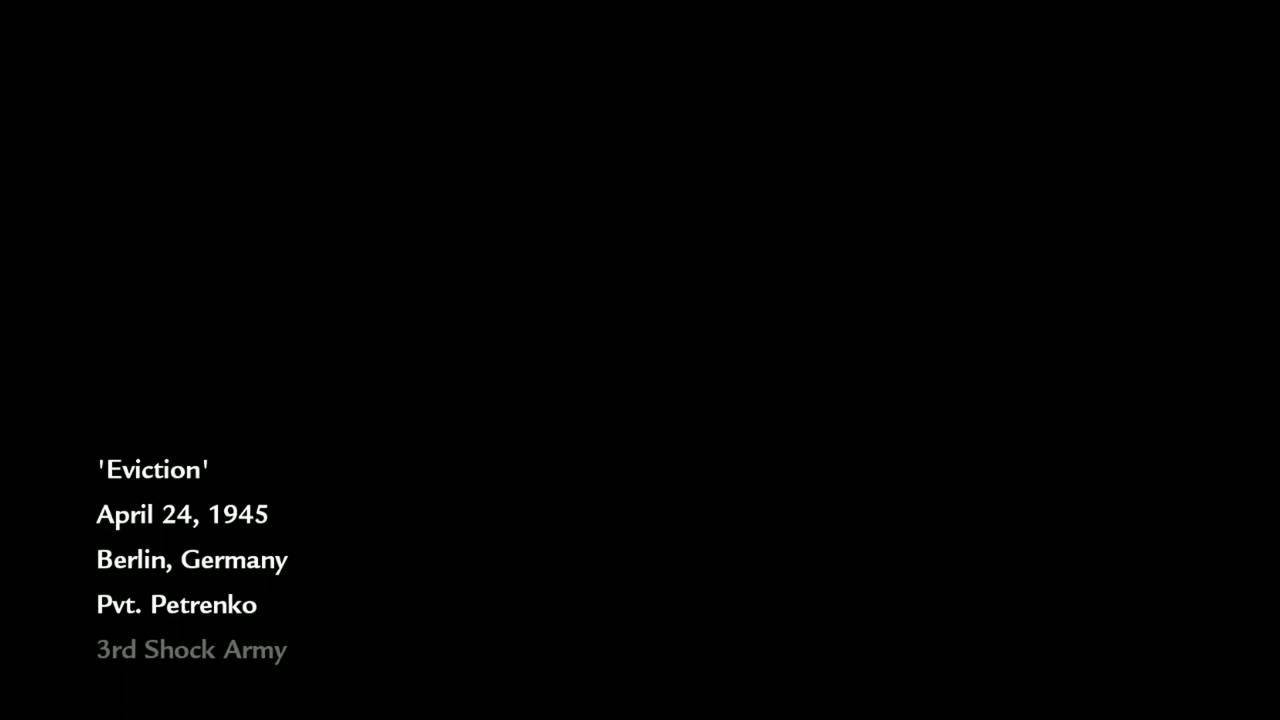 'Eviction'
April 24, 1945
Berlin, Germany
Pvt. Petrenko
3rd Shock Army